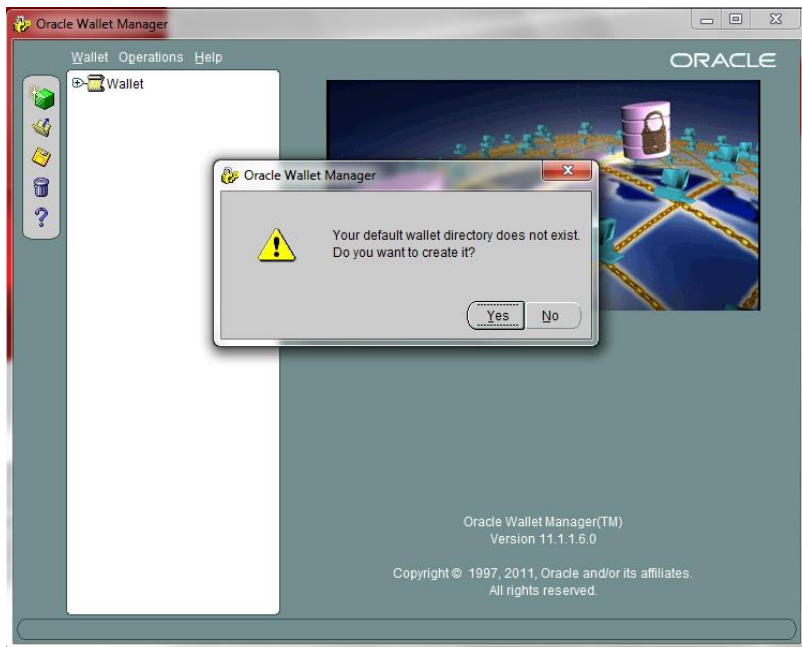 Oracle Wallet Manager
Wallet Operations Help
ORACLE
Wallet
Oracle Wallet Manager
Your default wallet directory does not exist.
Do you want to create it?
Yes No
Oracle Wallet Manager(TM)
Version 11.1.1.6.0
Copyright © 1997, 2011, Oracle and/or its affiliates.
All rights reserved.